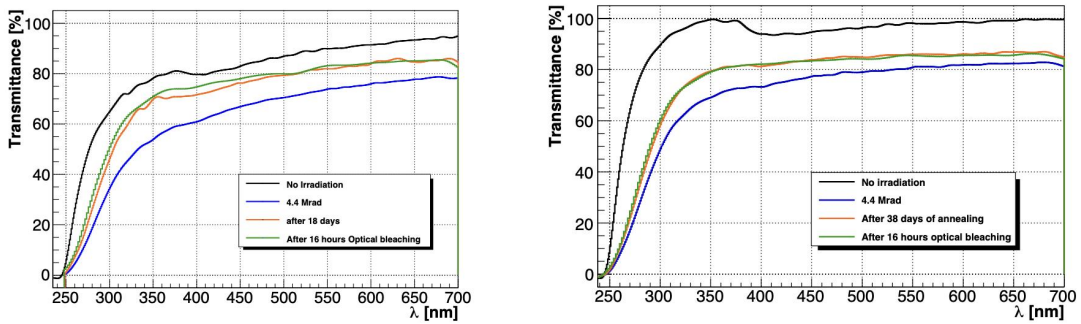 Transmittance [%]
100
80
60
40
20
0
No Irradiation
4.4 Mrad
after 18 days
After 16 hours Optical bleaching
250 300 350 400 450 500 550 600 650 700
λ [nm]
Transmittance [%]
100
80
60
40
20
0
No irradiation
4.4 Mrad
After 38 days of annealing
After 16 hours optical bleaching
250 300 350 400 450 500 550 600 650 700
λ [nm]